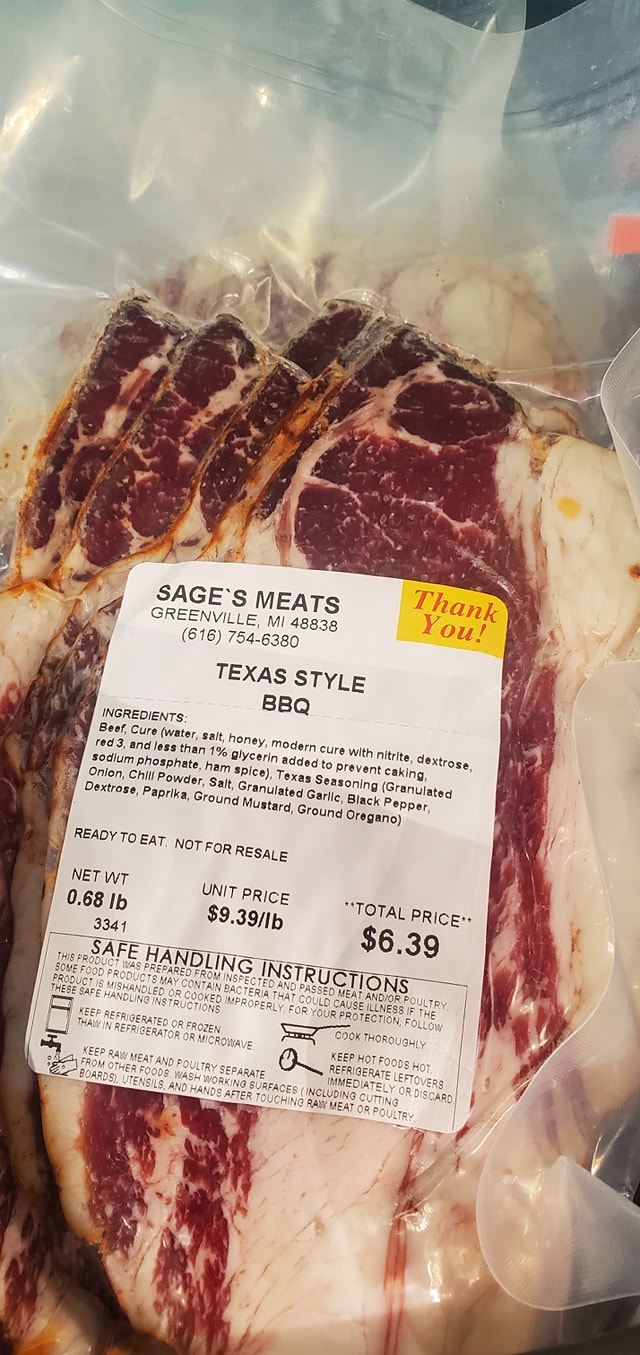 SAGE`S MEATS
GREENVILLE, MI 48838
(616) 754-6380
Thank
You!
TEXAS STYLE
BBQ
INGREDIENTS:
Beef, Cure (water, salt, honey, modern cure with nitrite, dextrose,
red 3, and less than 1% glycerin added to prevent caking,
sodium phosphate, ham spice), Texas Seasoning (Granulated
Onion, Chili Powder, Salt, Granulated Garlic, Black Pepper,
Dextrose, Paprika, Ground Mustard, Ground Oregano)
READY TO EAT. NOT FOR RESALE
NET WT
0.68 lb
3341
UNIT PRICE
$9.39/lb
**TOTAL PRICE**
$6.39
SAFE HANDLING INSTRUCTIONS
THIS PRODUCT WAS PREPARED FROM INSPECTED AND PASSED MEAT AND/OR POULTRY.
SOME FOOD PRODUCTS MAY CONTAIN BACTERIA THAT COULD CAUSE ILLNESS IF THE
PRODUCT IS MISHANDLED OR COOKED IMPROPERLY. FOR YOUR PROTECTION, FOLLOW
THESE SAFE HANDLING INSTRUCTIONS
KEEP REFRIGERATED OR FROZEN.
THAW IN REFRIGERATOR OR MICROWAVE.
COOK THOROUGHLY.
KEEP RAW MEAT AND POULTRY SEPARATE
FROM OTHER FOODS. WASH WORKING SURFACES (INCLUDING CUTTING
BOARDS), UTENSILS, AND HANDS AFTER TOUCHING RAW MEAT OR POULTRY.
KEEP HOT FOODS HOT.
REFRIGERATE LEFTOVERS
IMMEDIATELY OR DISCARD.